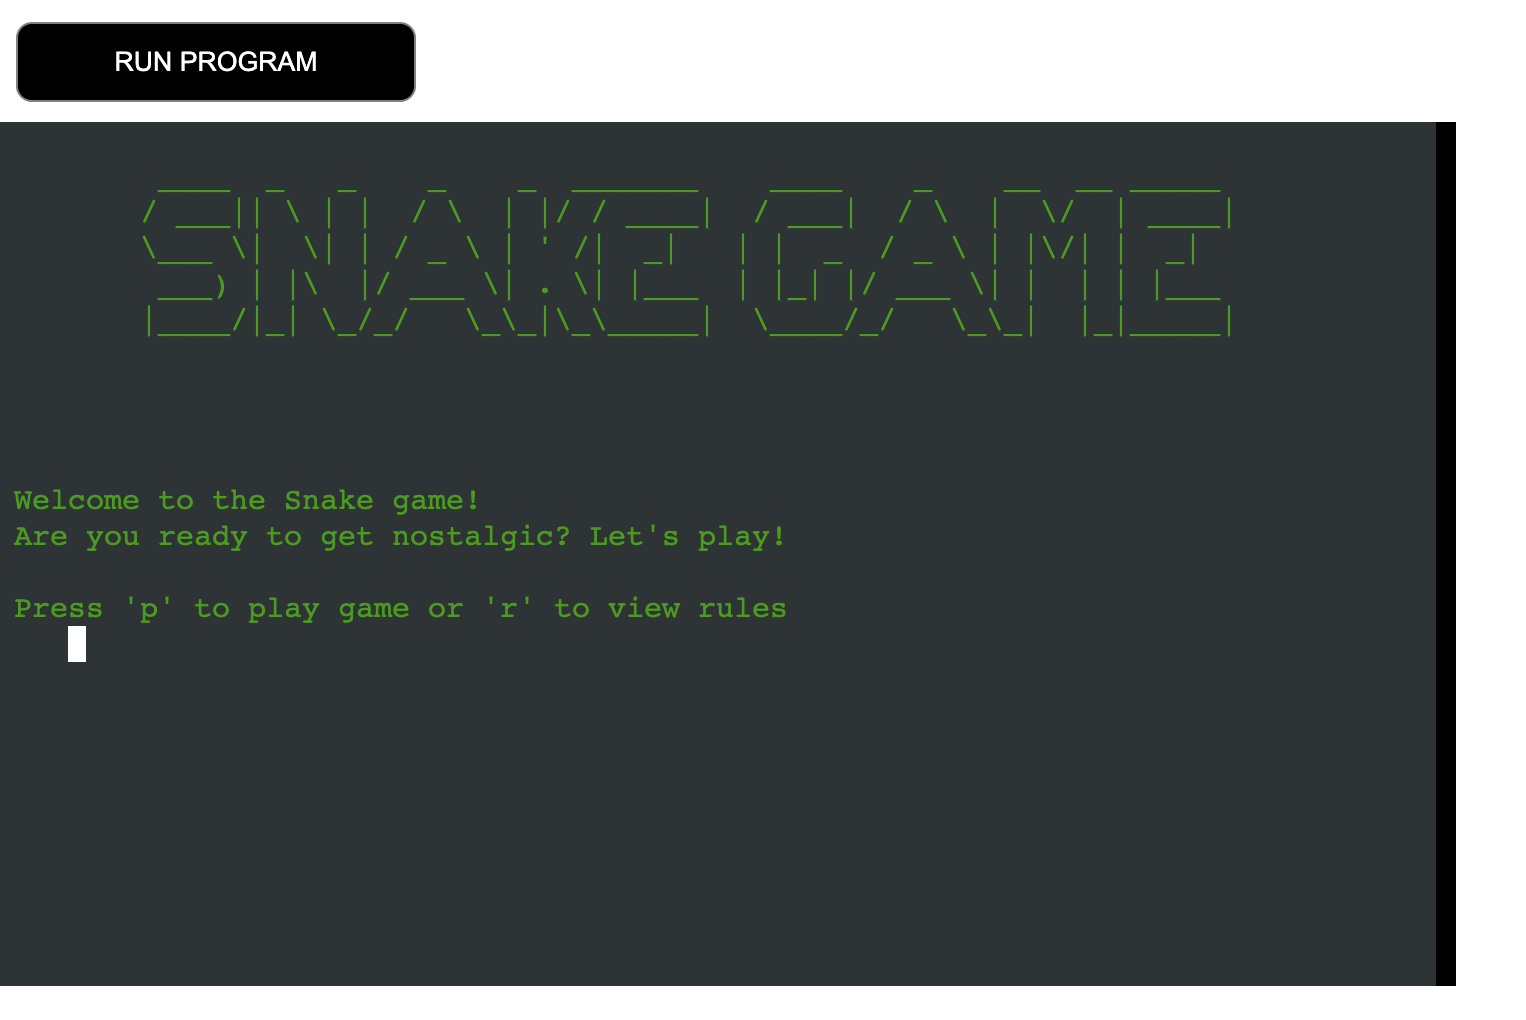 RUN PROGRAM
SNAKE GAME
Welcome to the Snake game!
Are you ready to get nostalgic? Let's play!
Press 'p' to play game or 'r' to view rules